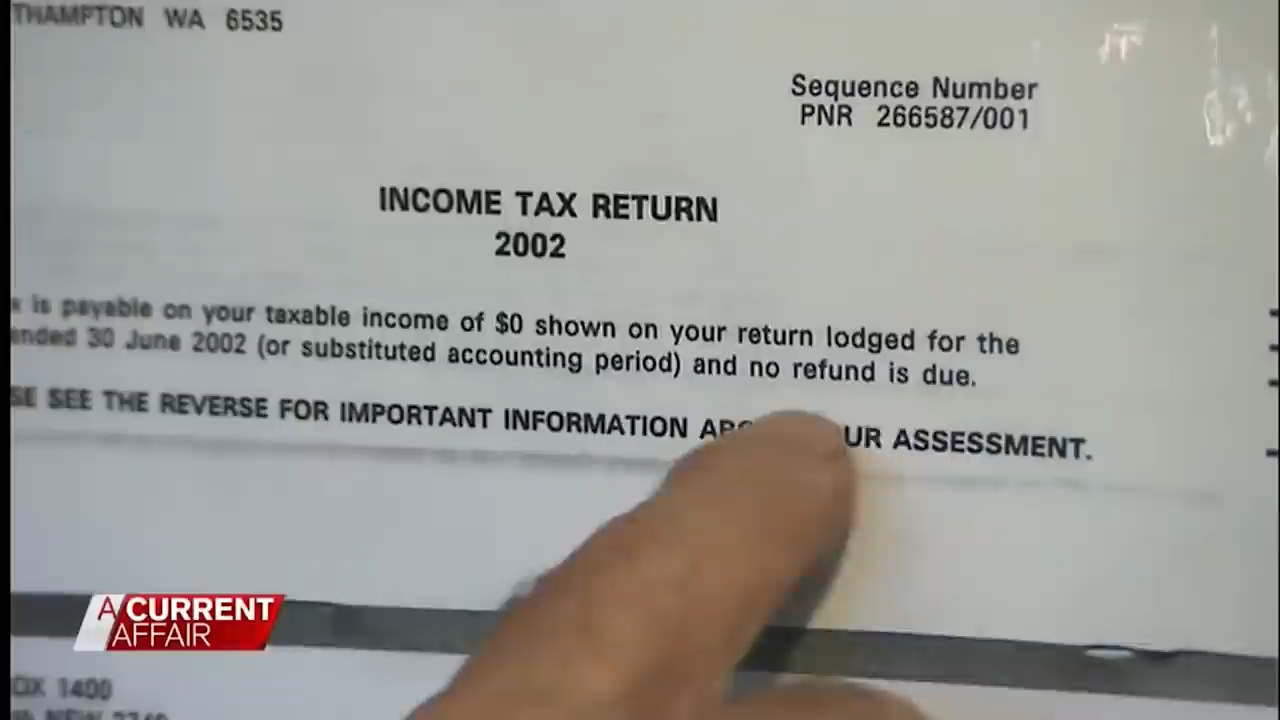 THAMPTON WA 6535
Sequence Number
PNR 266587/001
INCOME TAX RETURN
2002
is payable on your taxable income of $0 shown on your return lodged for the
ended 30 June 2002 (or substituted accounting period) and no refund is due.
SE SEE THE REVERSE FOR IMPORTANT INFORMATION UR ASSESSMENT.
A CURRENT
AFFAIR
OX 1400